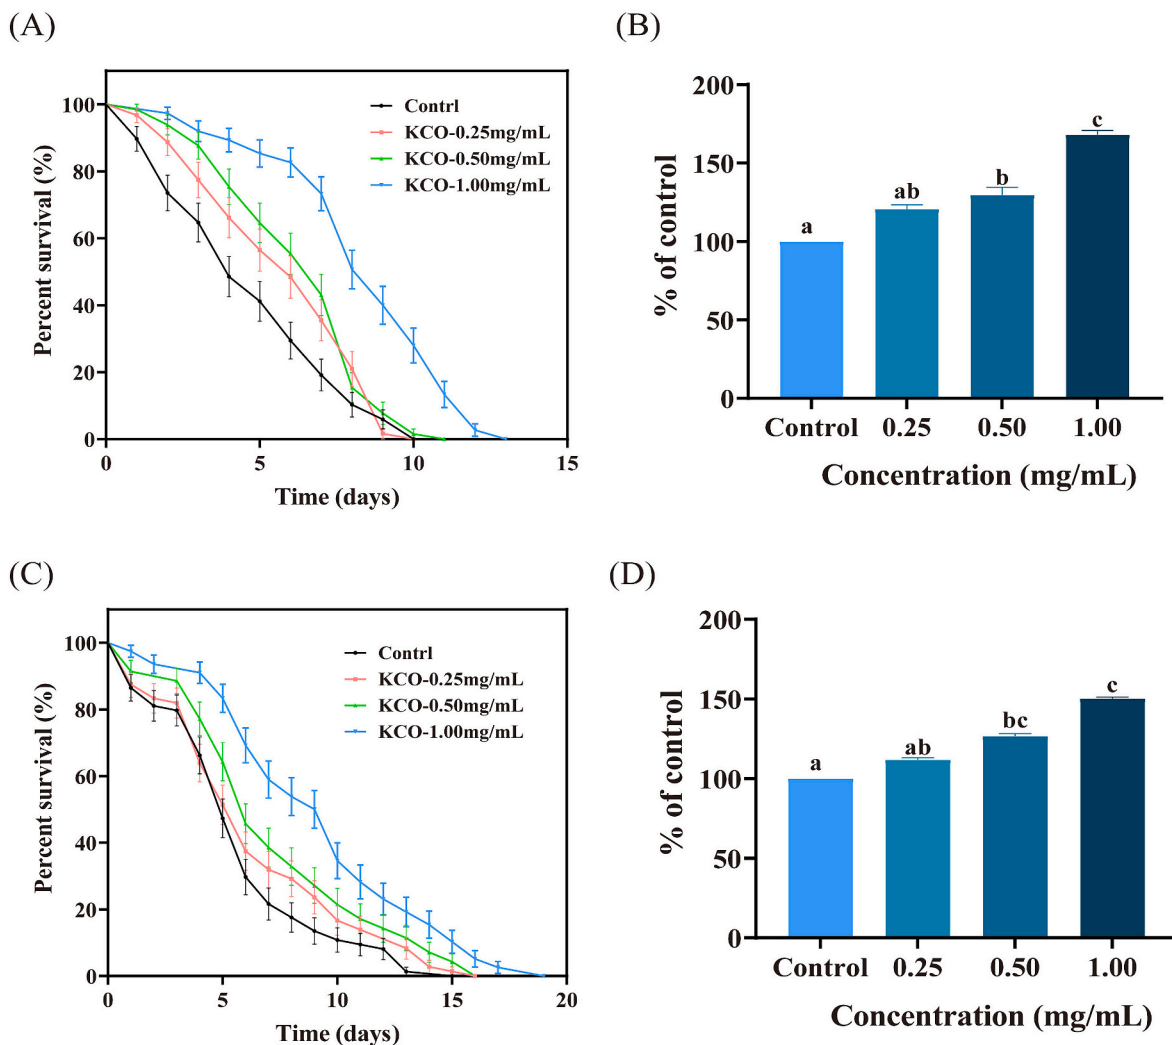 (A)
Percent survival (%)
100
80
60
40
20
0
0 5 10 15
Time (days)
Contrl
KCO-0.25mg/mL
KCO-0.50mg/mL
KCO-1.00mg/mL
(B)
% of control
200
150
100
50
0
a
ab
b
c
Control 0.25 0.50 1.00
Concentration (mg/mL)
(C)
Percent survival (%)
100
80
60
40
20
0
0 5 10 15 20
Time (days)
Contrl
KCO-0.25mg/mL
KCO-0.50mg/mL
KCO-1.00mg/mL
(D)
% of control
200
150
100
50
0
a
ab
bc
c
Control 0.25 0.50 1.00
Concentration (mg/mL)